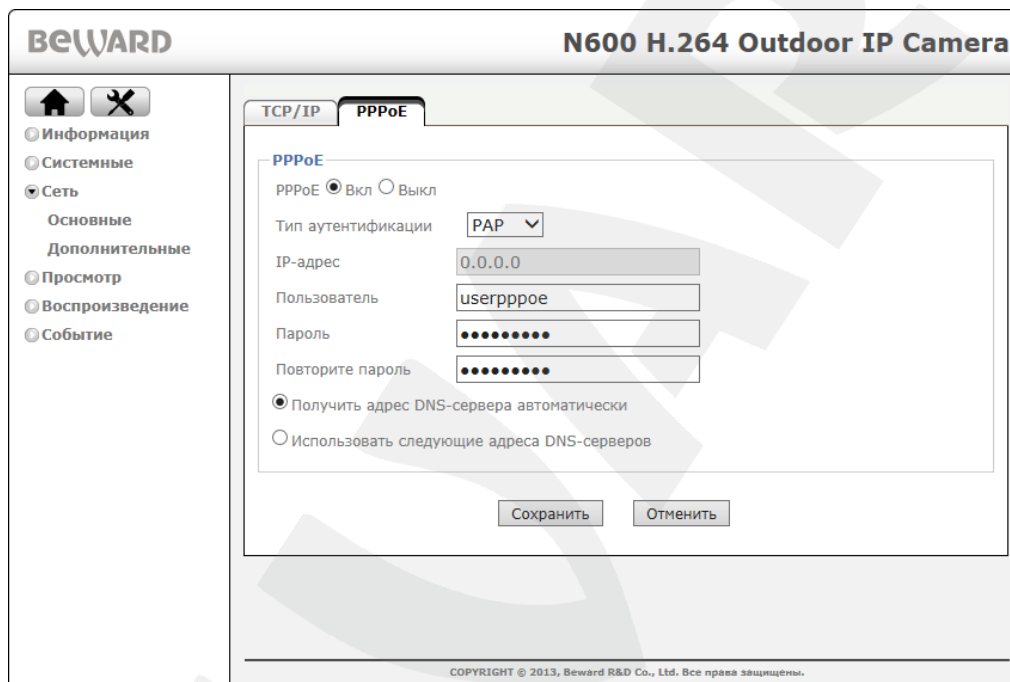 BEWARD
N600 H.264 Outdoor IP Camera
Информация
Системные
Сеть
Основные
Дополнительные
Просмотр
Воспроизведение
Событие
TCP/IP
PPPoE
PPPoE
PPPoE Вкл Выкл
Тип аутентификации PAP
IP-адрес 0.0.0.0
Пользователь userpppoe
Пароль •••••••••
Повторите пароль •••••••••
Получить адрес DNS-сервера автоматически
Использовать следующие адреса DNS-серверов
Сохранить Отменить
COPYRIGHT © 2013, Beward R&D Co., Ltd. Все права защищены.